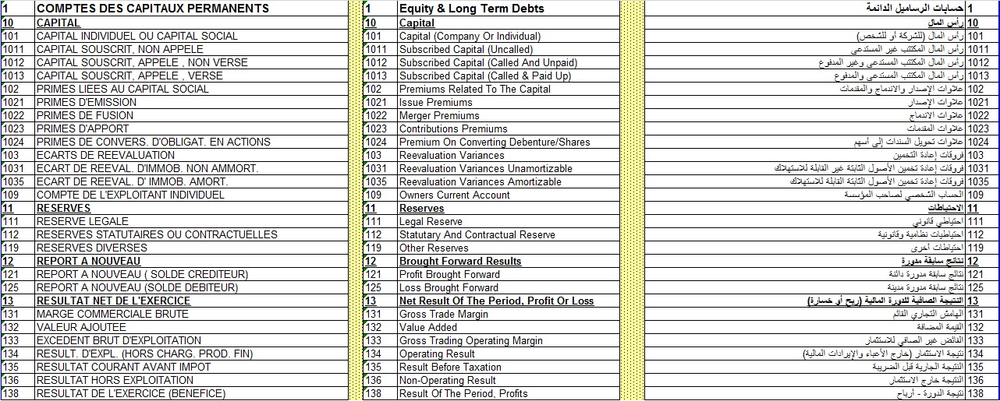 1 COMPTES DES CAPITAUX PERMANENTS 1 Equity & Long Term Debts حسابات الرساميل الدائمة 1
10 CAPITAL 10 Capital رأس المال 10
101 CAPITAL INDIVIDUEL OU CAPITAL SOCIAL 101 Capital (Company Or Individual) رأس المال (للشركة أو للشخص) 101
1011 CAPITAL SOUSCRIT, NON APPELE 1011 Subscribed Capital (Uncalled) رأس المال المكتتب غير المستدعى 1011
1012 CAPITAL SOUSCRIT, APPELE , NON VERSE 1012 Subscribed Capital (Called And Unpaid) رأس المال المكتتب المستدعى وغير المدفوع 1012
1013 CAPITAL SOUSCRIT, APPELE , VERSE 1013 Subscribed Capital (Called & Paid Up) رأس المال المكتتب المستدعى والمدفوع 1013
102 PRIMES LIEES AU CAPITAL SOCIAL 102 Premiums Related To The Capital علاوات الإصدار والاندماج والمقدمات 102
1021 PRIMES D'EMISSION 1021 Issue Premiums علاوات الإصدار 1021
1022 PRIMES DE FUSION 1022 Merger Premiums علاوات الاندماج 1022
1023 PRIMES D'APPORT 1023 Contributions Premiums علاوات المقدمات 1023
1024 PRIMES DE CONVERS. D'OBLIGAT. EN ACTIONS 1024 Premium On Converting Debenture/Shares علاوات تحويل السندات إلى أسهم 1024
103 ECARTS DE REEVALUATION 103 Reevaluation Variances فروقات إعادة التخمين 103
1031 ECART DE REEVAL. D'IMMOB. NON AMMORT. 1031 Reevaluation Variances Unamortizable فروقات إعادة تخمين الأصول الثابتة غير القابلة للاستهلاك 1031
1035 ECART DE REEVAL. D' IMMOB. AMORT. 1035 Reevaluation Variances Amortizable فروقات إعادة تخمين الأصول الثابتة القابلة للاستهلاك 1035
109 COMPTE DE L'EXPLOITANT INDIVIDUEL 109 Owners Current Account الحساب الشخصي لصاحب المؤسسة 109
11 RESERVES 11 Reserves الاحتياطات 11
111 RESERVE LEGALE 111 Legal Reserve احتياطي قانوني 111
112 RESERVES STATUTAIRES OU CONTRACTUELLES 112 Statutary And Contractual Reserve احتياطيات نظامية وقانونية 112
119 RESERVES DIVERSES 119 Other Reserves احتياطات أخرى 119
12 REPORT A NOUVEAU 12 Brought Forward Results نتائج سابقة مدورة 12
121 REPORT A NOUVEAU ( SOLDE CREDITEUR) 121 Profit Brought Forward نتائج سابقة مدورة دائنة 121
125 REPORT A NOUVEAU (SOLDE DEBITEUR) 125 Loss Brought Forward نتائج سابقة مدورة مدينة 125
13 RESULTAT NET DE L'EXERCICE 13 Net Result Of The Period, Profit Or Loss النتيجة الصافية للدورة المالية (ربح أو خسارة) 13
131 MARGE COMMERCIALE BRUTE 131 Gross Trade Margin الهامش التجاري القائم 131
132 VALEUR AJOUTEE 132 Value Added القيمة المضافة 132
133 EXCEDENT BRUT D'EXPLOITATION 133 Gross Trading Operating Margin الفائض غير الصافي للاستثمار 133
134 RESULT. D'EXPL. (HORS CHARG. PROD. FIN) 134 Operating Result نتيجة الاستثمار (خارج الأعباء والإيرادات المالية) 134
135 RESULTAT COURANT AVANT IMPOT 135 Result Before Taxation النتيجة الجارية قبل الضريبة 135
136 RESULTAT HORS EXPLOITATION 136 Non-Operating Result النتيجة خارج الاستثمار 136
138 RESULTAT DE L'EXERCICE (BENEFICE) 138 Result Of The Period, Profits نتيجة الدورة - أرباح 138